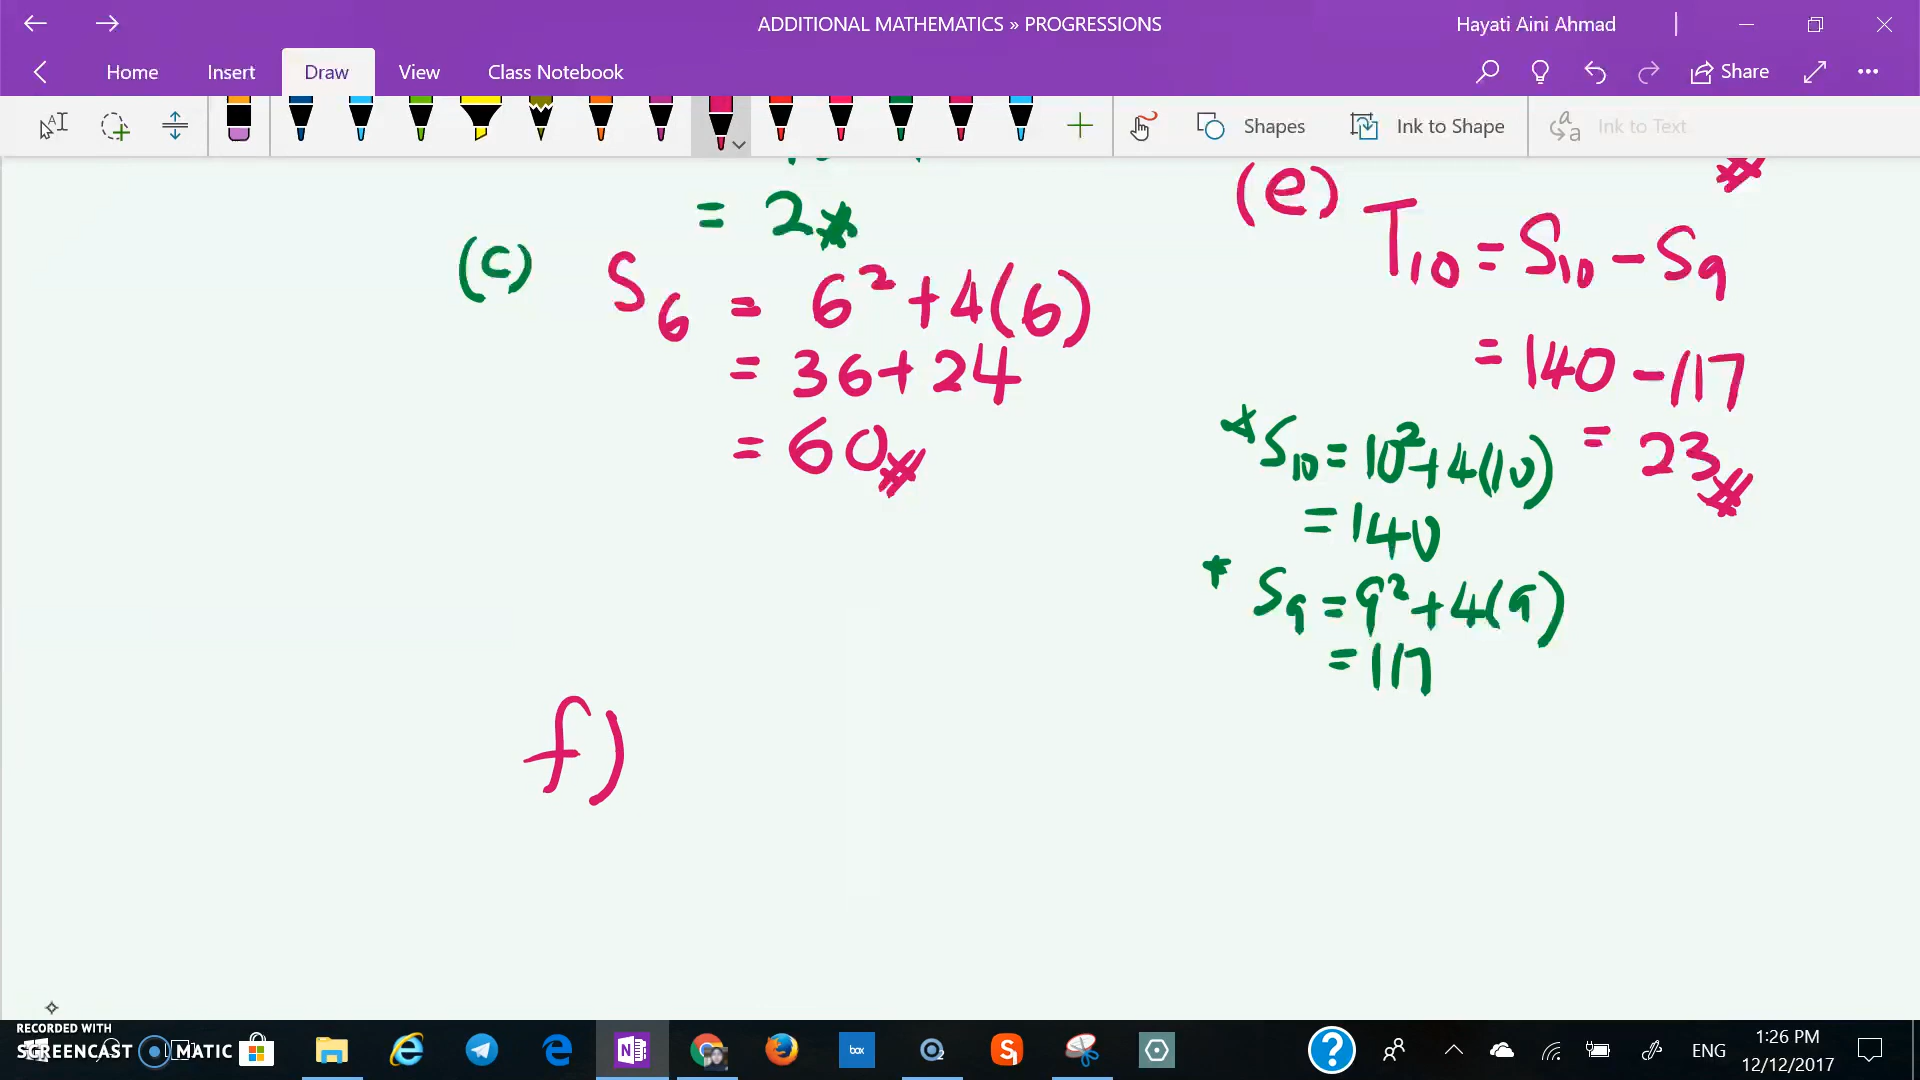 ADDITIONAL MATHEMATICS » PROGRESSIONS
Hayati Aini Ahmad
Home Insert Draw View Class Notebook
Share
Shapes Ink to Shape Ink to Text
= 2
(c) S₆ = 6² + 4(6)
= 36 + 24
= 60
(e) T₁₀ = S₁₀ - S₉
= 140 - 117
= 23
* S₁₀ = 10² + 4(10)
= 140
* S₉ = 9² + 4(9)
= 117
f)
RECORDED WITH
SCREENCAST MATIC
box
ENG
1:26 PM
12/12/2017